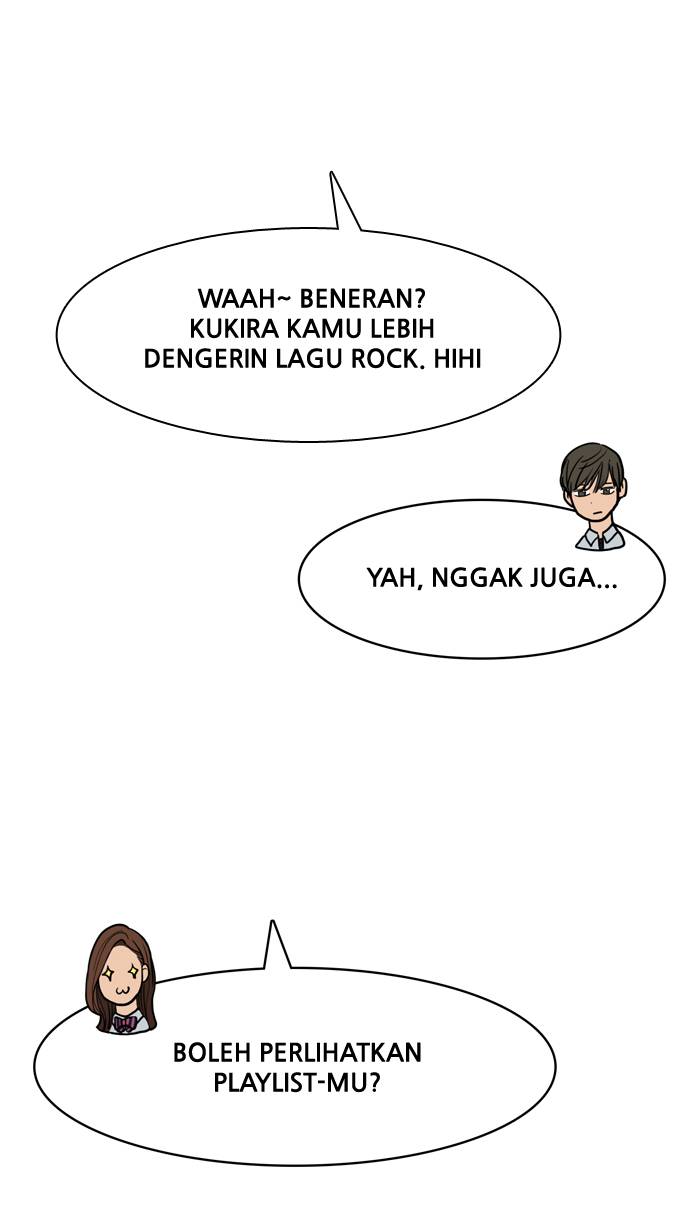 WAAH~ BENERAN?
KUKIRA KAMU LEBIH
DENGERIN LAGU ROCK. HIHI
YAH, NGGAK JUGA...
BOLEH PERLIHATKAN
PLAYLIST-MU?